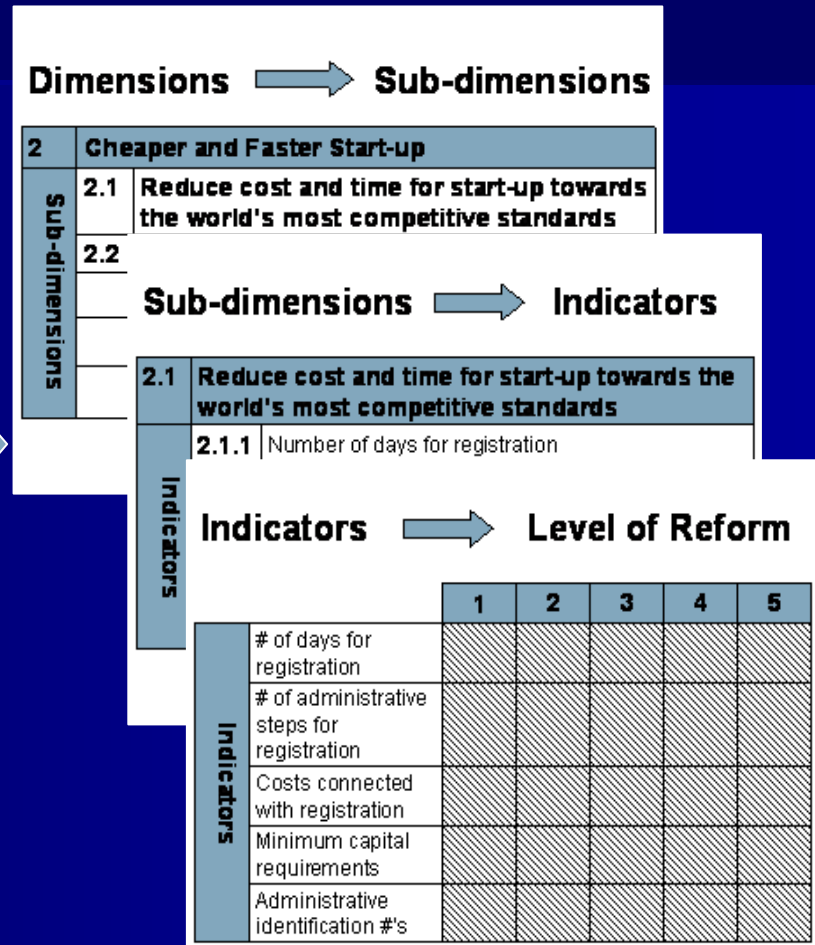 Dimensions Sub-dimensions
2 Cheaper and Faster Start-up
Sub-dimensions
2.1 Reduce cost and time for start-up towards
the world's most competitive standards
2.2
Sub-dimensions Indicators
2.1 Reduce cost and time for start-up towards the
world's most competitive standards
Indicators
2.1.1 Number of days for registration
Indicators Level of Reform
1 2 3 4 5
Indicators
# of days for
registration
# of administrative
steps for
registration
Costs connected
with registration
Minimum capital
requirements
Administrative
identification #'s